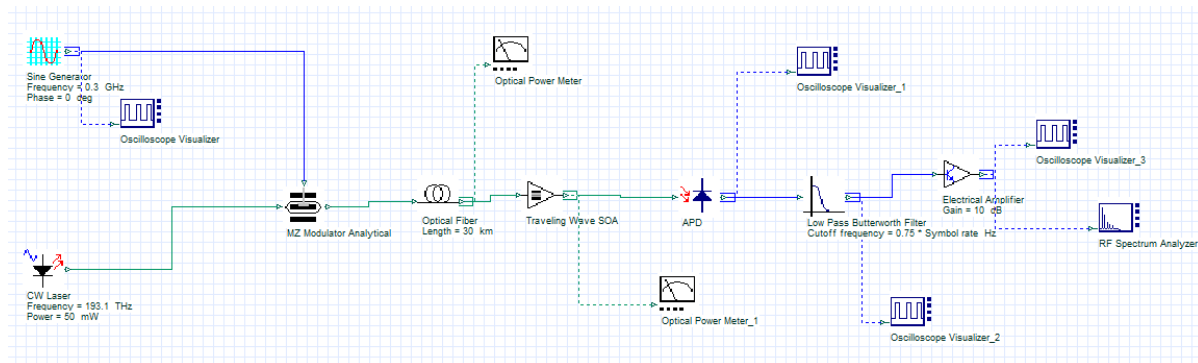 Sine Generator
Frequency = 0.3 GHz
Phase = 0 deg
Oscilloscope Visualizer
CW Laser
Frequency = 193.1 THz
Power = 50 mW
MZ Modulator Analytical
Optical Fiber
Length = 30 km
Optical Power Meter
Traveling Wave SOA
Optical Power Meter_1
APD
Oscilloscope Visualizer_1
Low Pass Butterworth Filter
Cutoff frequency = 0.75 * Symbol rate Hz
Oscilloscope Visualizer_2
Electrical Amplifier
Gain = 10 dB
Oscilloscope Visualizer_3
RF Spectrum Analyzer